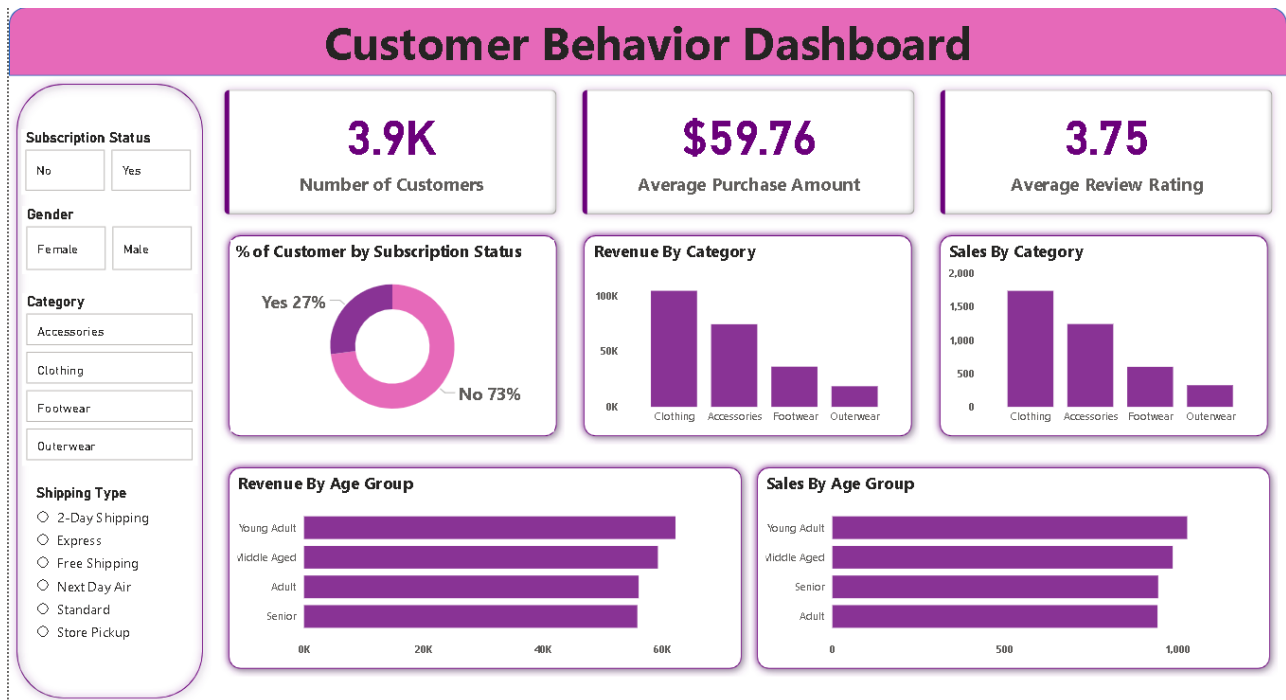 Customer Behavior Dashboard
Subscription Status
No
Yes
Gender
Female
Male
Category
Accessories
Clothing
Footwear
Outerwear
Shipping Type
2-Day Shipping
Express
Free Shipping
Next Day Air
Standard
Store Pickup
3.9K
Number of Customers
$59.76
Average Purchase Amount
3.75
Average Review Rating
% of Customer by Subscription Status
Yes 27%
No 73%
Revenue By Category
100K
50K
0K
Clothing Accessories Footwear Outerwear
Sales By Category
2,000
1,500
1,000
500
0
Clothing Accessories Footwear Outerwear
Revenue By Age Group
Young Adult
Middle Aged
Adult
Senior
0K 20K 40K 60K
Sales By Age Group
Young Adult
Middle Aged
Senior
Adult
0 500 1,000